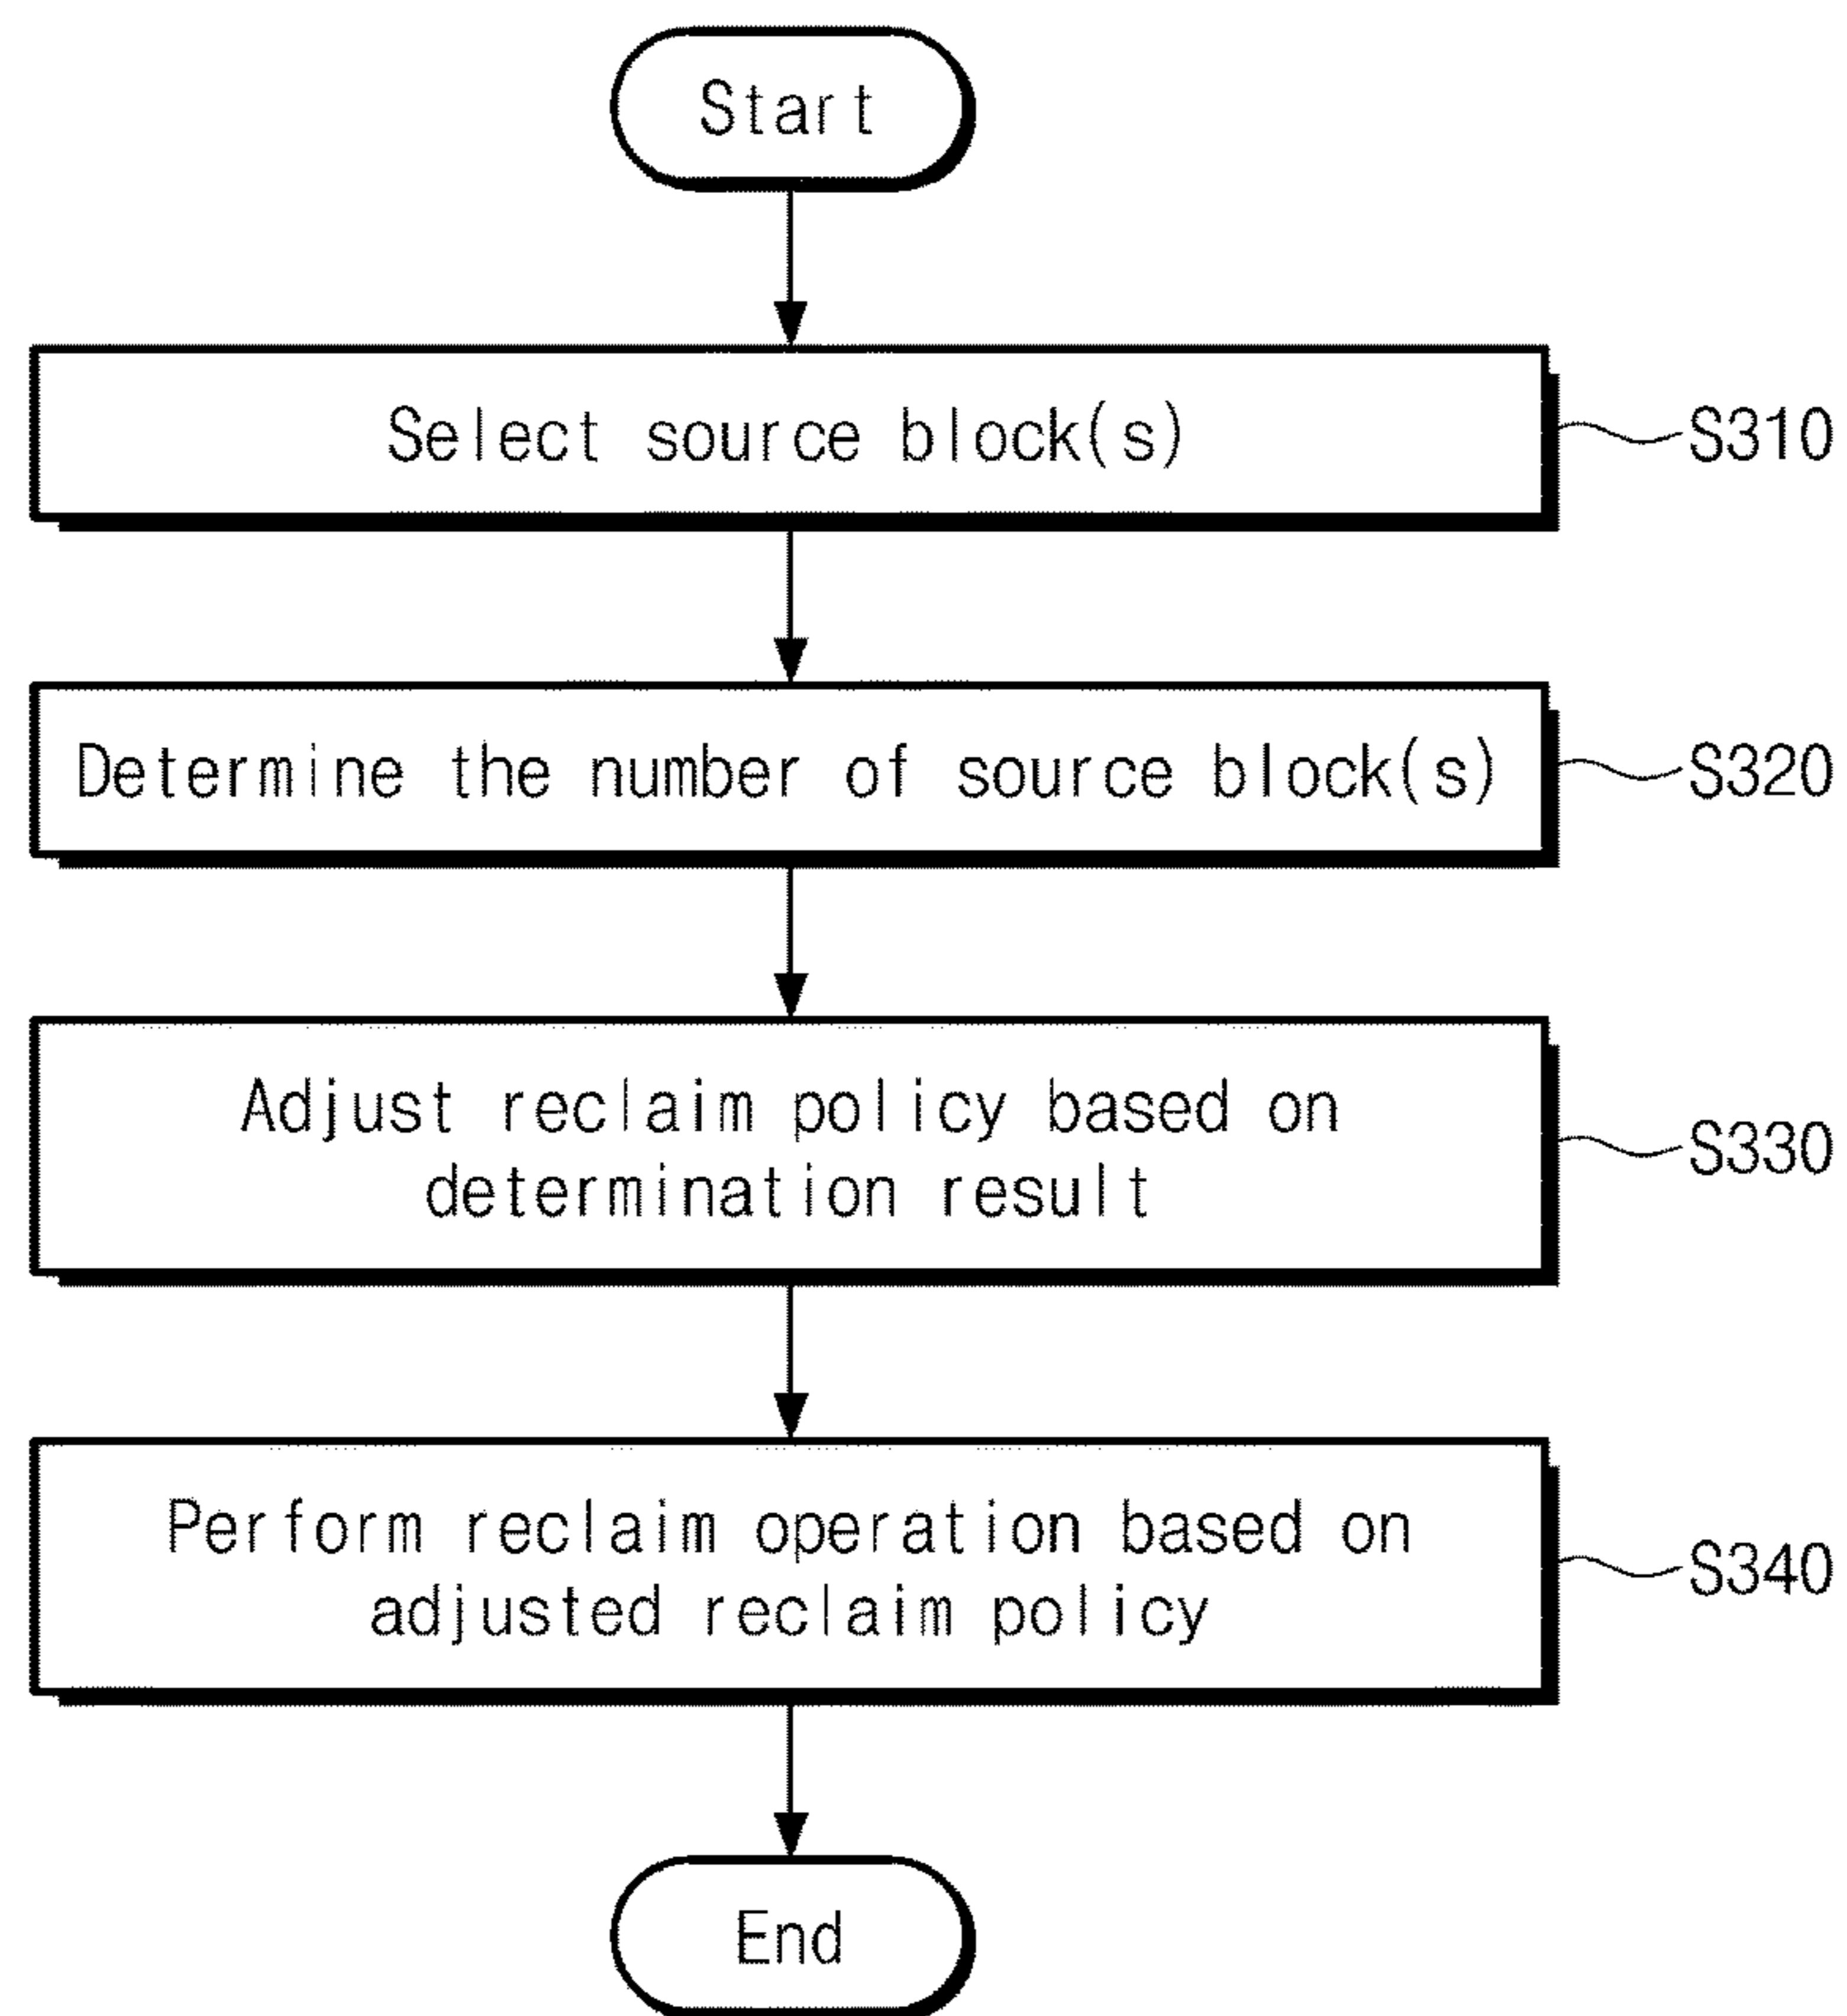 Start
Select source block(s)
S310
Determine the number of source block(s)
S320
Adjust reclaim policy based on
determination result
S330
Perform reclaim operation based on
adjusted reclaim policy
S340
End